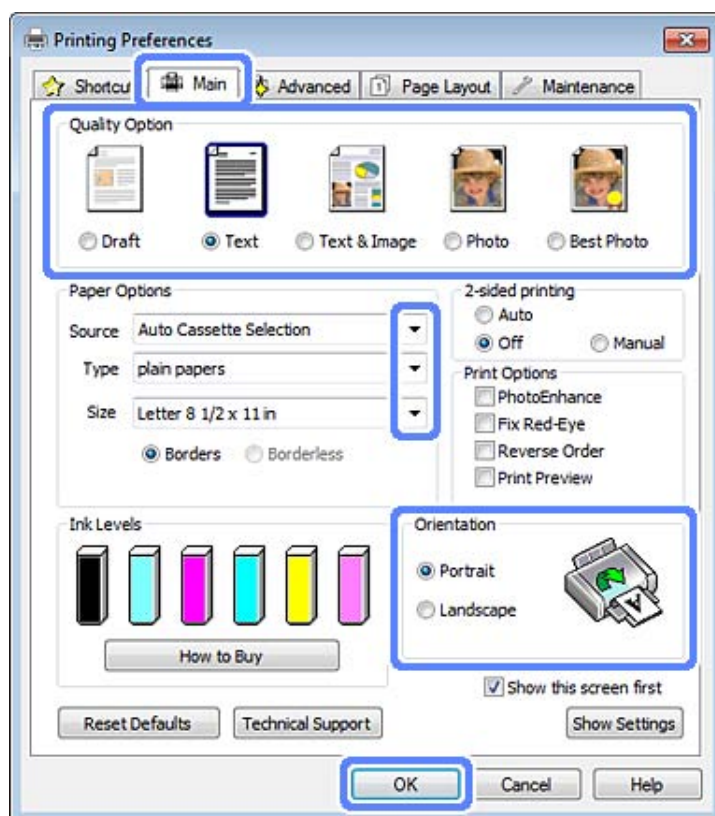 Printing Preferences
Shortcu Main Advanced Page Layout Maintenance
Quality Option
Draft Text Text & Image Photo Best Photo
Paper Options
Source Auto Cassette Selection
Type plain papers
Size Letter 8 1/2 x 11 in
Borders Borderless
2-sided printing
Auto
Off Manual
Print Options
PhotoEnhance
Fix Red-Eye
Reverse Order
Print Preview
Ink Levels
How to Buy
Orientation
Portrait
Landscape
A
Show this screen first
Reset Defaults Technical Support Show Settings
OK Cancel Help